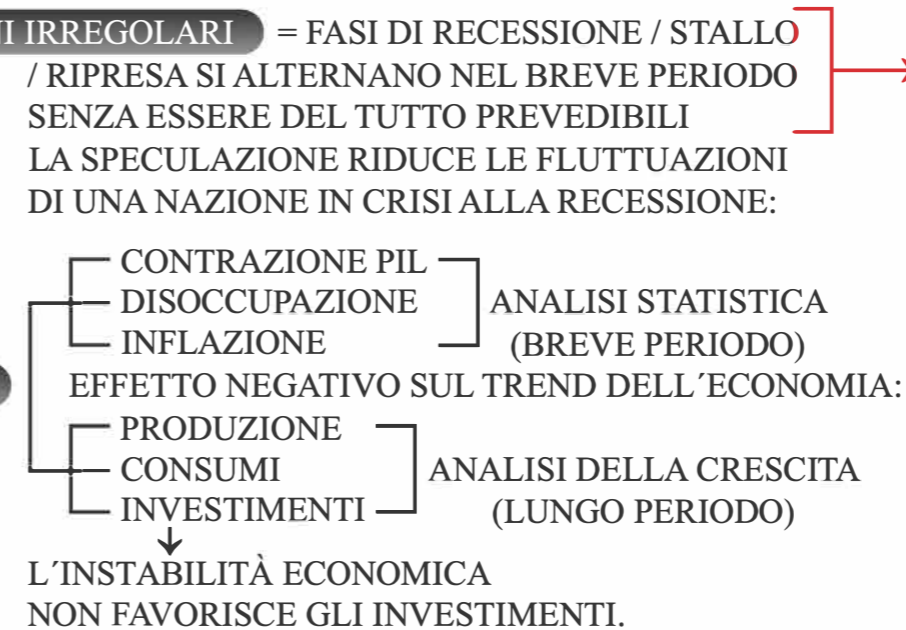 NI IRREGOLARI = FASI DI RECESSIONE / STALLO
/ RIPRESA SI ALTERNANO NEL BREVE PERIODO
SENZA ESSERE DEL TUTTO PREVEDIBILI
LA SPECULAZIONE RIDUCE LE FLUTTUAZIONI
DI UNA NAZIONE IN CRISI ALLA RECESSIONE:
CONTRAZIONE PIL
DISOCCUPAZIONE ANALISI STATISTICA
INFLAZIONE (BREVE PERIODO)
EFFETTO NEGATIVO SUL TREND DELL´ECONOMIA:
PRODUZIONE
CONSUMI ANALISI DELLA CRESCITA
INVESTIMENTI (LUNGO PERIODO)
L´INSTABILITÀ ECONOMICA
NON FAVORISCE GLI INVESTIMENTI.